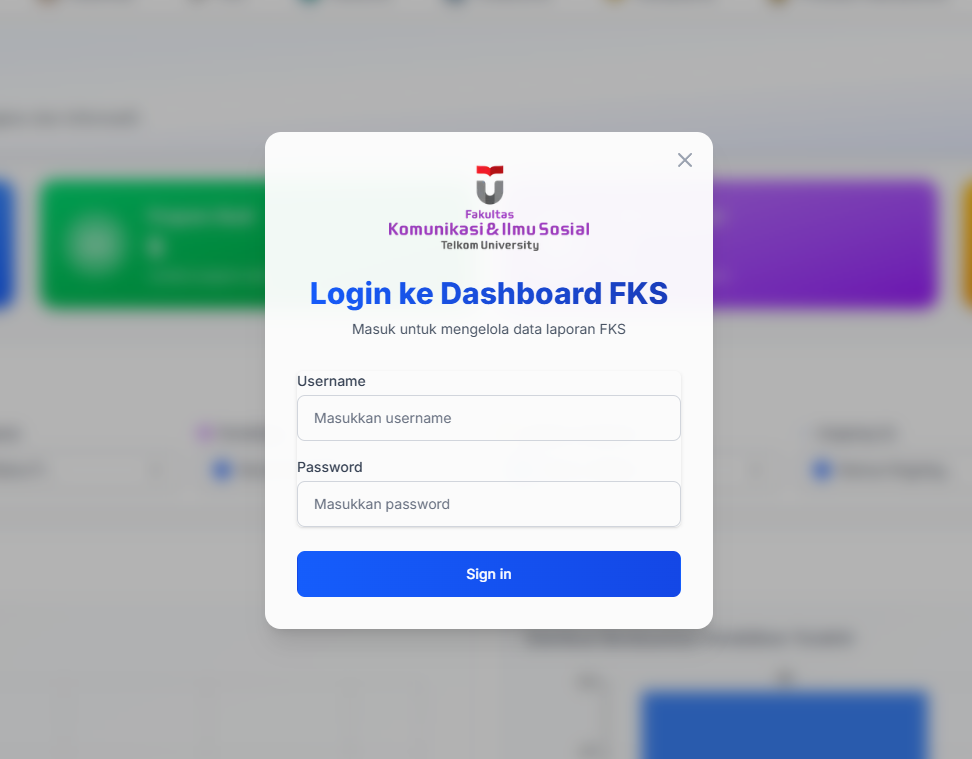 Fakultas
Komunikasi & Ilmu Sosial
Telkom University
Login ke Dashboard FKS
Masuk untuk mengelola data laporan FKS
Username
Masukkan username
Password
Masukkan password
Sign in